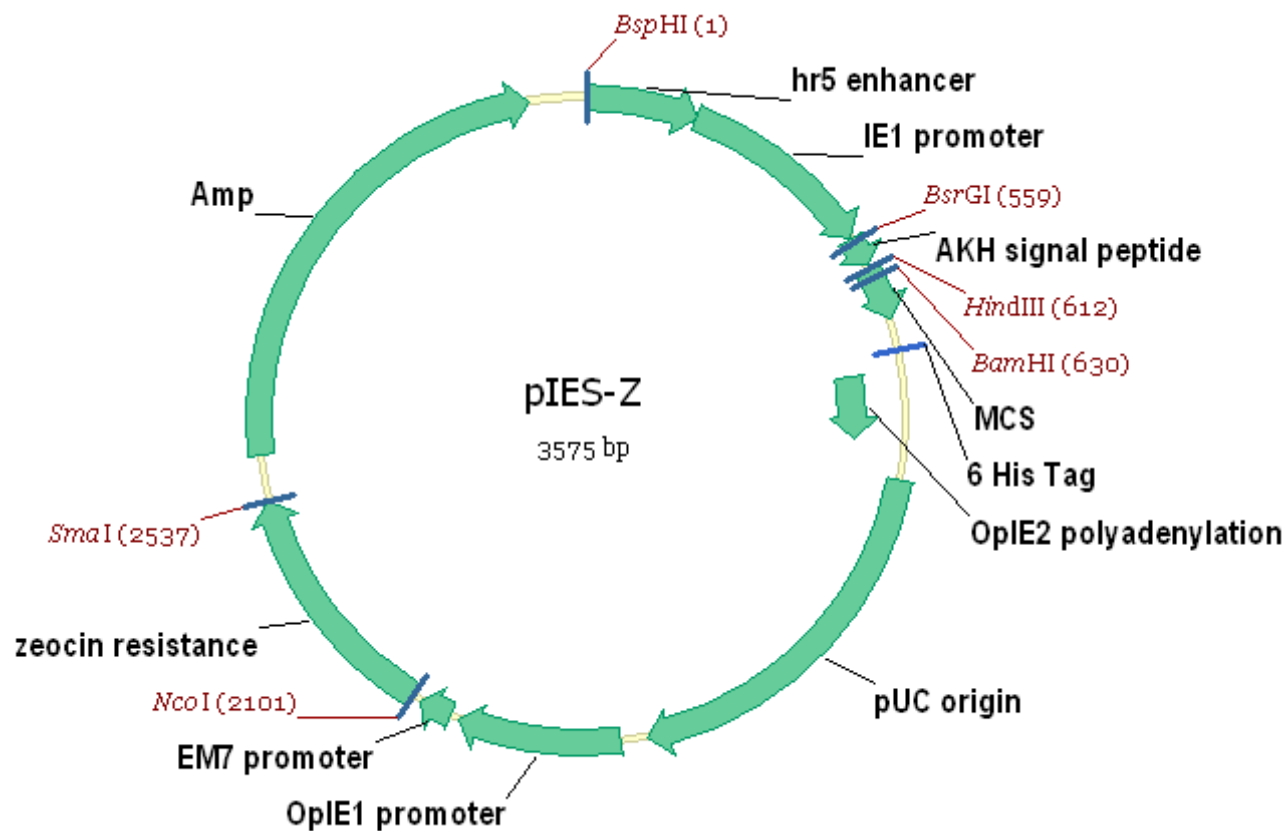 BspHI (1)
hr5 enhancer
IE1 promoter
BsrGI (559)
AKH signal peptide
HindIII (612)
BamHI (630)
MCS
6 His Tag
OpIE2 polyadenylation
pUC origin
OpIE1 promoter
EM7 promoter
NcoI (2101)
zeocin resistance
SmaI (2537)
Amp
pIES-Z
3575 bp